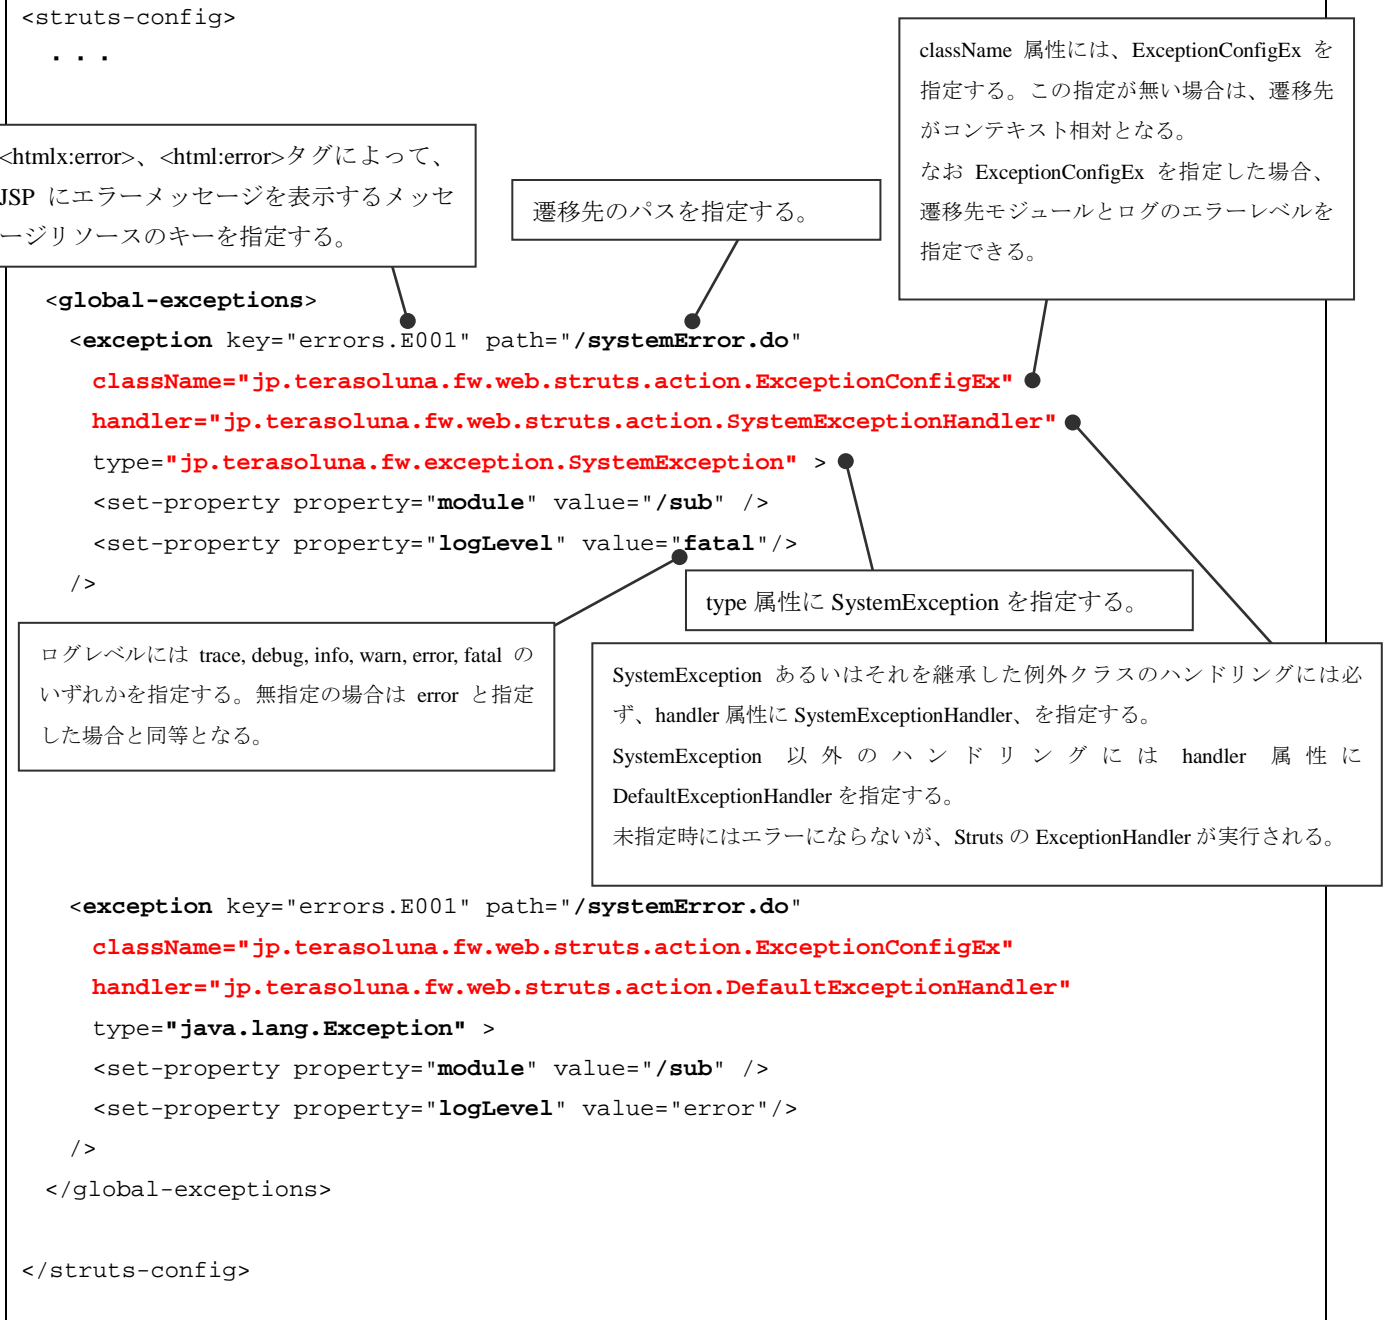 <struts-config>
・・・
className 属性には、ExceptionConfigEx を
指定する。この指定が無い場合は、遷移先
がコンテキスト相対となる。
なお ExceptionConfigEx を指定した場合、
遷移先モジュールとログのエラーレベルを
指定できる。
<htmlx:error>、<html:error>タグによって、
JSP にエラーメッセージを表示するメッセ
ージリソースのキーを指定する。
遷移先のパスを指定する。
<global-exceptions>
<exception key="errors.E001" path="/systemError.do"
className="jp.terasoluna.fw.web.struts.action.ExceptionConfigEx"
handler="jp.terasoluna.fw.web.struts.action.SystemExceptionHandler"
type="jp.terasoluna.fw.exception.SystemException" >
<set-property property="module" value="/sub" />
<set-property property="logLevel" value="fatal"/>
/>
type 属性に SystemException を指定する。
ログレベルには trace, debug, info, warn, error, fatal の
いずれかを指定する。無指定の場合は error と指定
した場合と同等となる。
SystemException あるいはそれを継承した例外クラスのハンドリングには必
ず、handler 属性に SystemExceptionHandler、を指定する。
SystemException 以外のハンドリングには handler 属性に
DefaultExceptionHandler を指定する。
未指定時にはエラーにならないが、Struts の ExceptionHandler が実行される。
<exception key="errors.E001" path="/systemError.do"
className="jp.terasoluna.fw.web.struts.action.ExceptionConfigEx"
handler="jp.terasoluna.fw.web.struts.action.DefaultExceptionHandler"
type="java.lang.Exception" >
<set-property property="module" value="/sub" />
<set-property property="logLevel" value="error"/>
/>
</global-exceptions>
</struts-config>